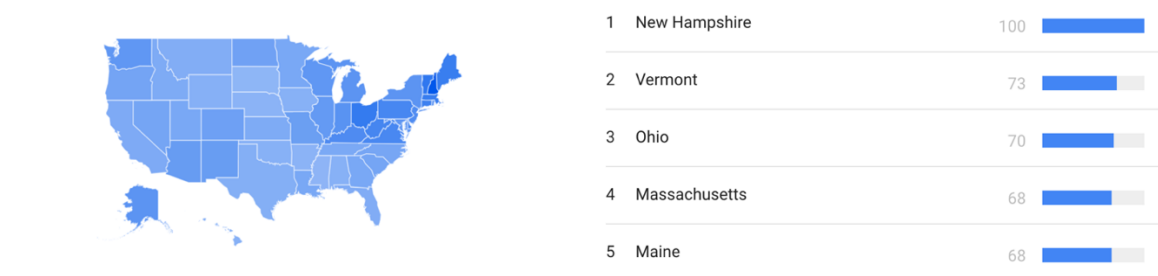 1 New Hampshire 100
2 Vermont 73
3 Ohio 70
4 Massachusetts 68
5 Maine 68